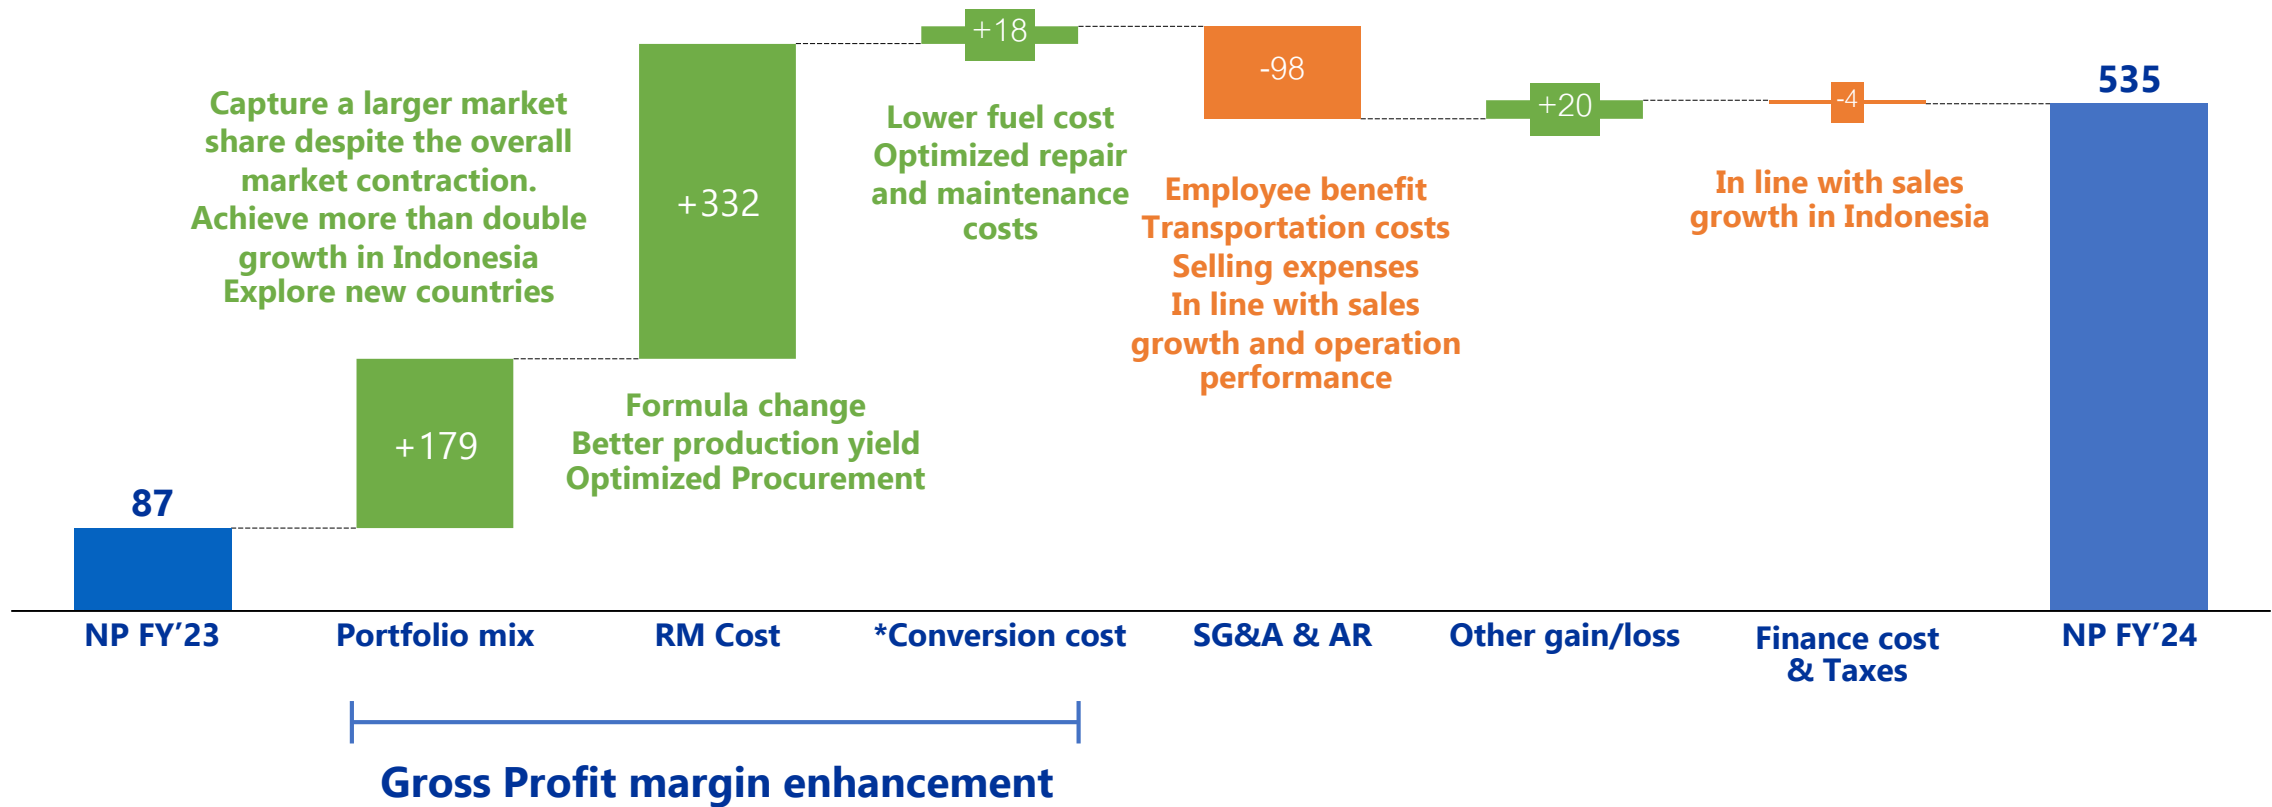 87
NP FY’23
Capture a larger market
share despite the overall
market contraction.
Achieve more than double
growth in Indonesia
Explore new countries
+179
Portfolio mix
+332
Formula change
Better production yield
Optimized Procurement
RM Cost
+18
Lower fuel cost
Optimized repair
and maintenance
costs
*Conversion cost
-98
Employee benefit
Transportation costs
Selling expenses
In line with sales
growth and operation
performance
SG&A & AR
+20
Other gain/loss
-4
In line with sales
growth in Indonesia
Finance cost
& Taxes
535
NP FY’24
Gross Profit margin enhancement